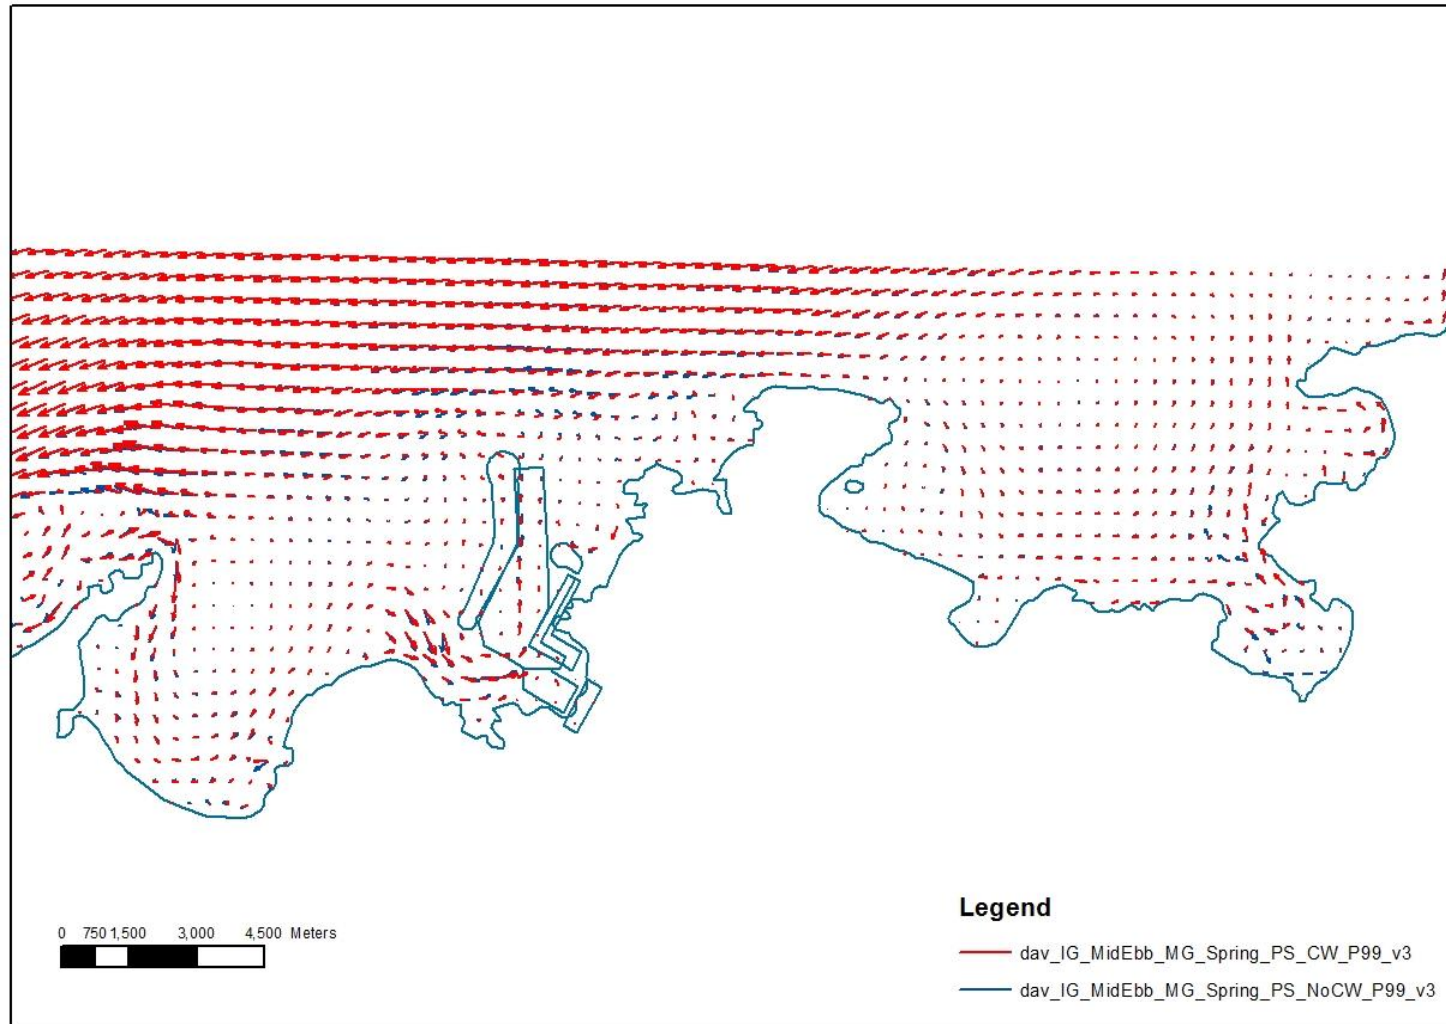 0 750 1,500 3,000 4,500 Meters
Legend
dav_IG_MidEbb_MG_Spring_PS_CW_P99_v3
dav_IG_MidEbb_MG_Spring_PS_NoCW_P99_v3